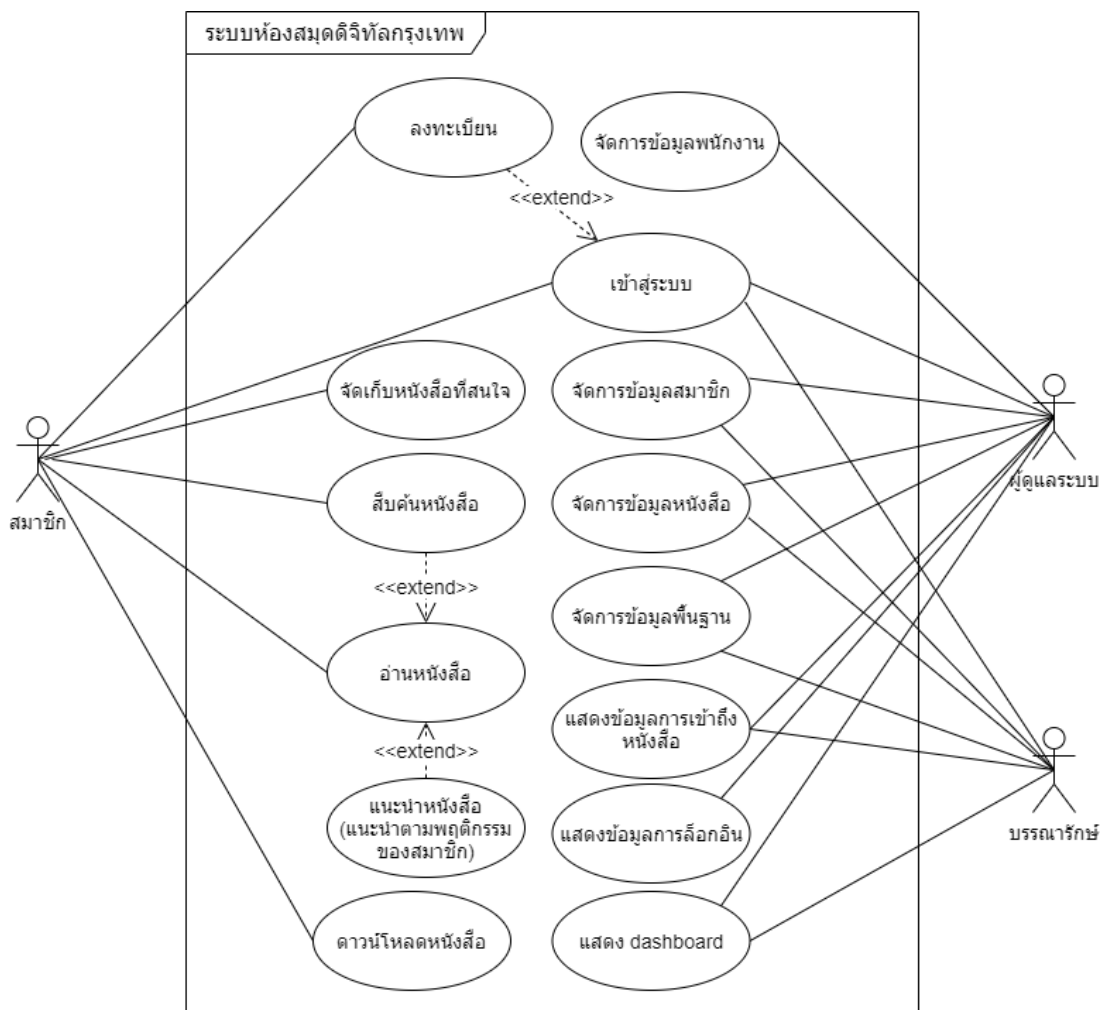 ระบบห้องสมุดดิจิทัลกรุงเทพ
ลงทะเบียน
จัดการข้อมูลพนักงาน
<<extend>>
เข้าสู่ระบบ
จัดเก็บหนังสือที่สนใจ
จัดการข้อมูลสมาชิก
สมาชิก
ผู้ดูแลระบบ
สืบค้นหนังสือ
จัดการข้อมูลหนังสือ
<<extend>>
จัดการข้อมูลพื้นฐาน
อ่านหนังสือ
แสดงข้อมูลการเข้าถึง
หนังสือ
<<extend>>
แนะนำหนังสือ
(แนะนำตามพฤติกรรม
ของสมาชิก)
แสดงข้อมูลการล็อกอิน
บรรณารักษ์
ดาวน์โหลดหนังสือ
แสดง dashboard